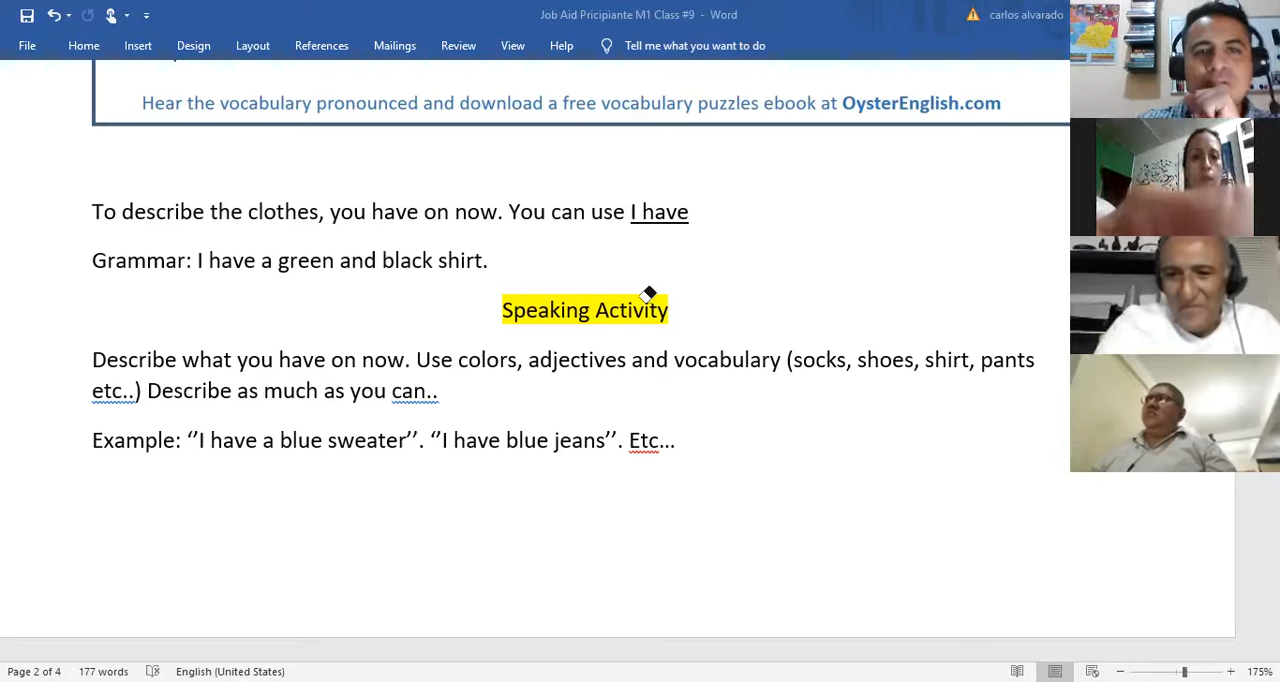 Job Aid Pricipiante M1 Class #9 - Word
carlos alvarado
File Home Insert Design Layout References Mailings Review View Help Tell me what you want to do
Hear the vocabulary pronounced and download a free vocabulary puzzles ebook at OysterEnglish.com
To describe the clothes, you have on now. You can use I have
Grammar: I have a green and black shirt.
Speaking Activity
Describe what you have on now. Use colors, adjectives and vocabulary (socks, shoes, shirt, pants
etc..) Describe as much as you can..
Example: ‘’I have a blue sweater’’. ‘’I have blue jeans’’. Etc…
Page 2 of 4 177 words English (United States) 175%